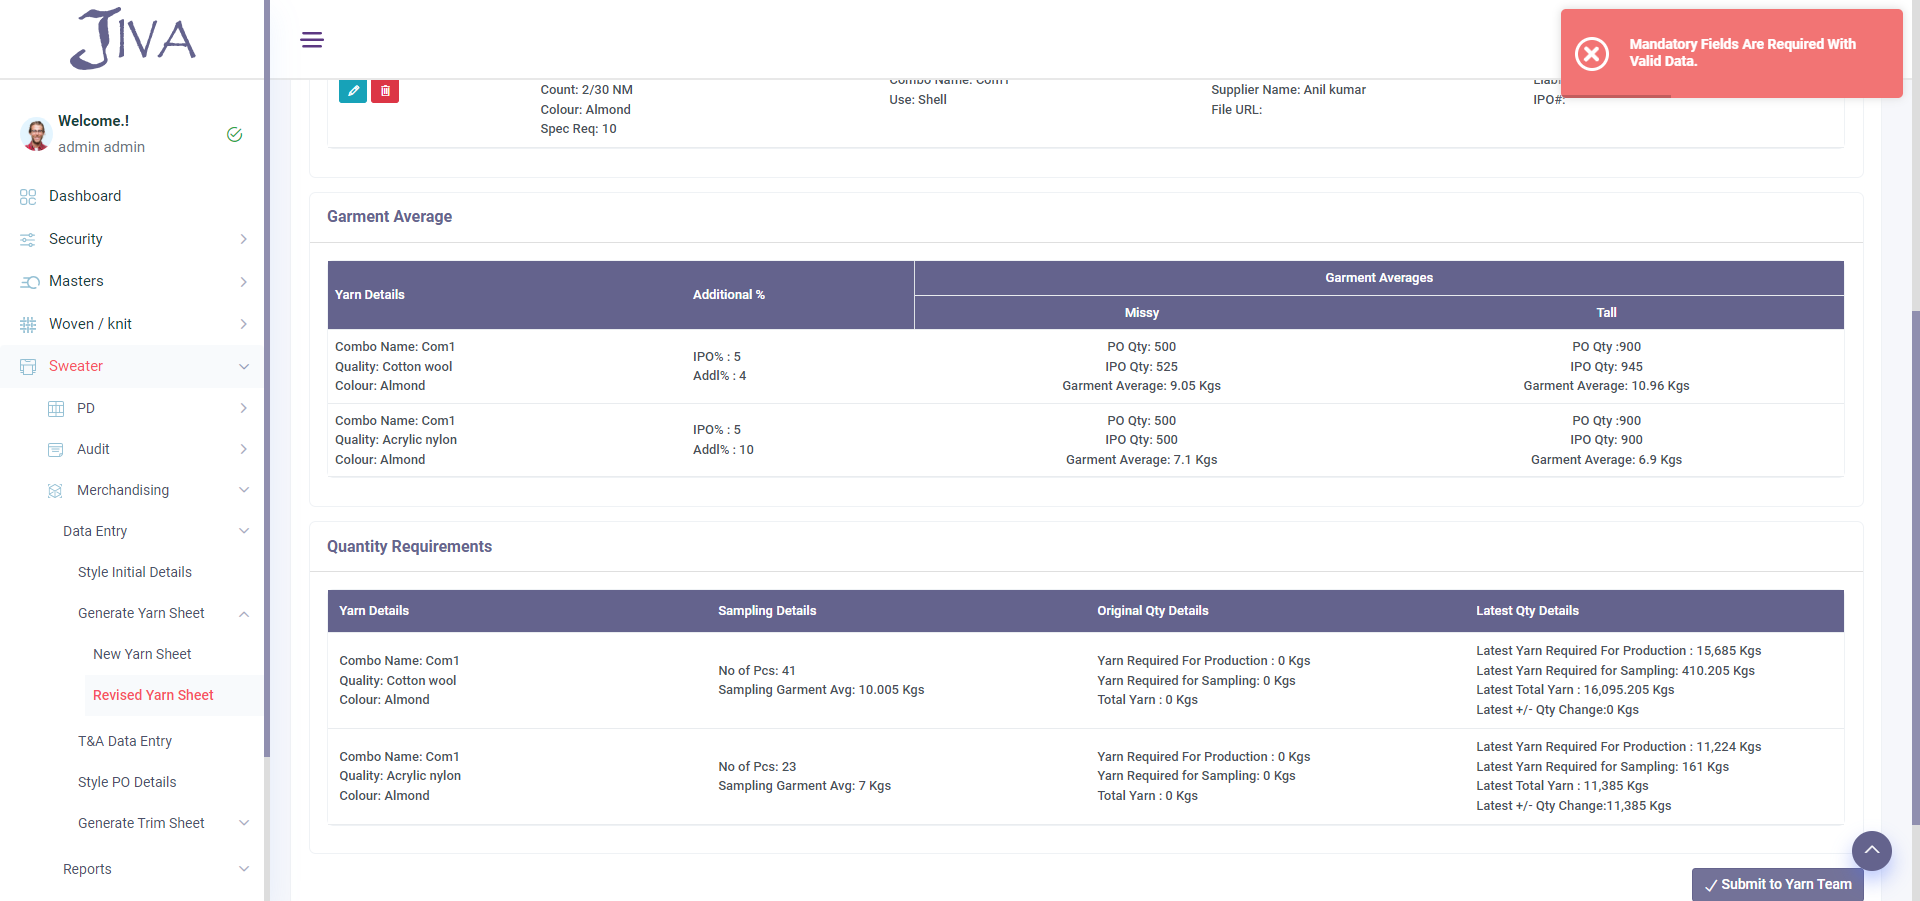 JIVA
Mandatory Fields Are Required With
Valid Data.
Welcome.!
admin admin
Dashboard
Security
Masters
Woven / knit
Sweater
PD
Audit
Merchandising
Data Entry
Style Initial Details
Generate Yarn Sheet
New Yarn Sheet
Revised Yarn Sheet
T&A Data Entry
Style PO Details
Generate Trim Sheet
Reports
Count: 2/30 NM
Colour: Almond
Spec Req: 10
Combo Name: Com1
Use: Shell
Supplier Name: Anil kumar
File URL:
IPO#:
Garment Average
Yarn Details
Additional %
Garment Averages
Missy
Tall
Combo Name: Com1
Quality: Cotton wool
Colour: Almond
IPO% : 5
Addl% : 4
PO Qty: 500
IPO Qty: 525
Garment Average: 9.05 Kgs
PO Qty :900
IPO Qty: 945
Garment Average: 10.96 Kgs
Combo Name: Com1
Quality: Acrylic nylon
Colour: Almond
IPO% : 5
Addl% : 10
PO Qty: 500
IPO Qty: 500
Garment Average: 7.1 Kgs
PO Qty :900
IPO Qty: 900
Garment Average: 6.9 Kgs
Quantity Requirements
Yarn Details
Sampling Details
Original Qty Details
Latest Qty Details
Combo Name: Com1
Quality: Cotton wool
Colour: Almond
No of Pcs: 41
Sampling Garment Avg: 10.005 Kgs
Yarn Required For Production : 0 Kgs
Yarn Required for Sampling: 0 Kgs
Total Yarn : 0 Kgs
Latest Yarn Required For Production : 15,685 Kgs
Latest Yarn Required for Sampling: 410.205 Kgs
Latest Total Yarn : 16,095.205 Kgs
Latest +/- Qty Change:0 Kgs
Combo Name: Com1
Quality: Acrylic nylon
Colour: Almond
No of Pcs: 23
Sampling Garment Avg: 7 Kgs
Yarn Required For Production : 0 Kgs
Yarn Required for Sampling: 0 Kgs
Total Yarn : 0 Kgs
Latest Yarn Required For Production : 11,224 Kgs
Latest Yarn Required for Sampling: 161 Kgs
Latest Total Yarn : 11,385 Kgs
Latest +/- Qty Change:11,385 Kgs
Submit to Yarn Team